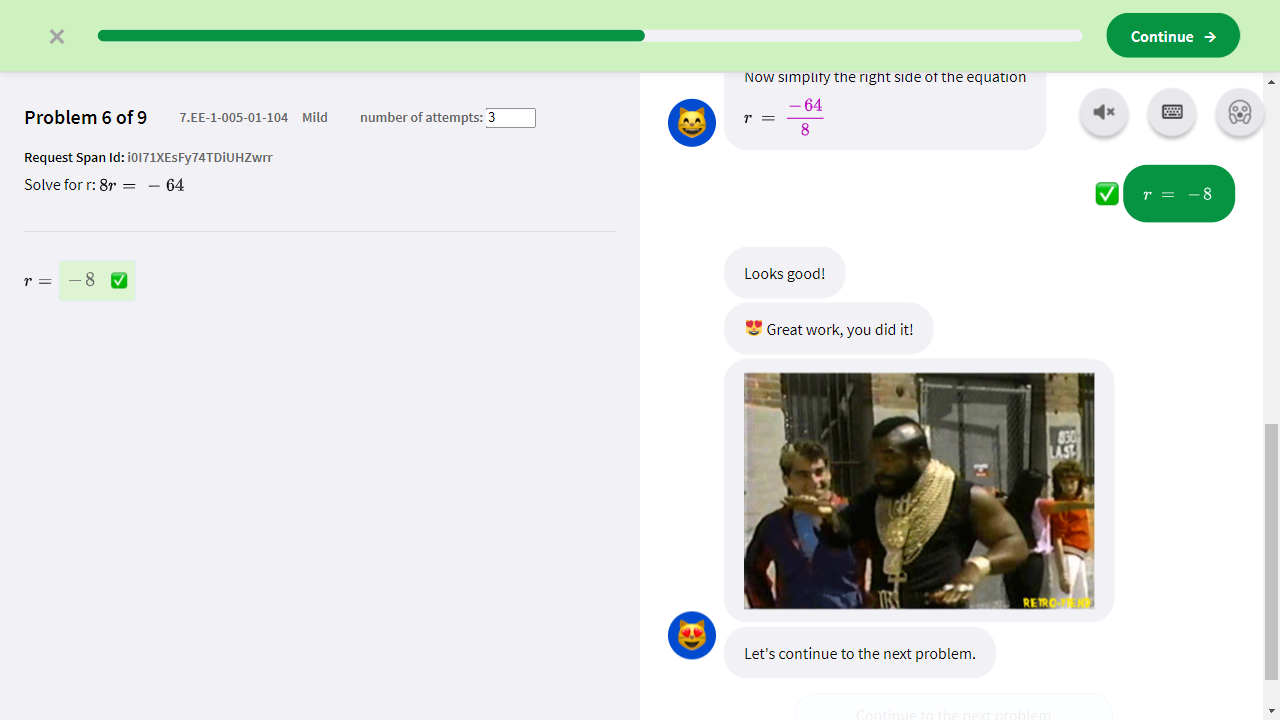 Continue →
Problem 6 of 9
7.EE-1-005-01-104
Mild
number of attempts: 3
Request Span Id: i0I71XEsFy74TDiUHZwrr
Solve for r: 8r = − 64
r = − 8
Now simplify the right side of the equation
r = −64/8
r = −8
Looks good!
Great work, you did it!
RETRO-FIEND
Let's continue to the next problem.
Continue to the next problem